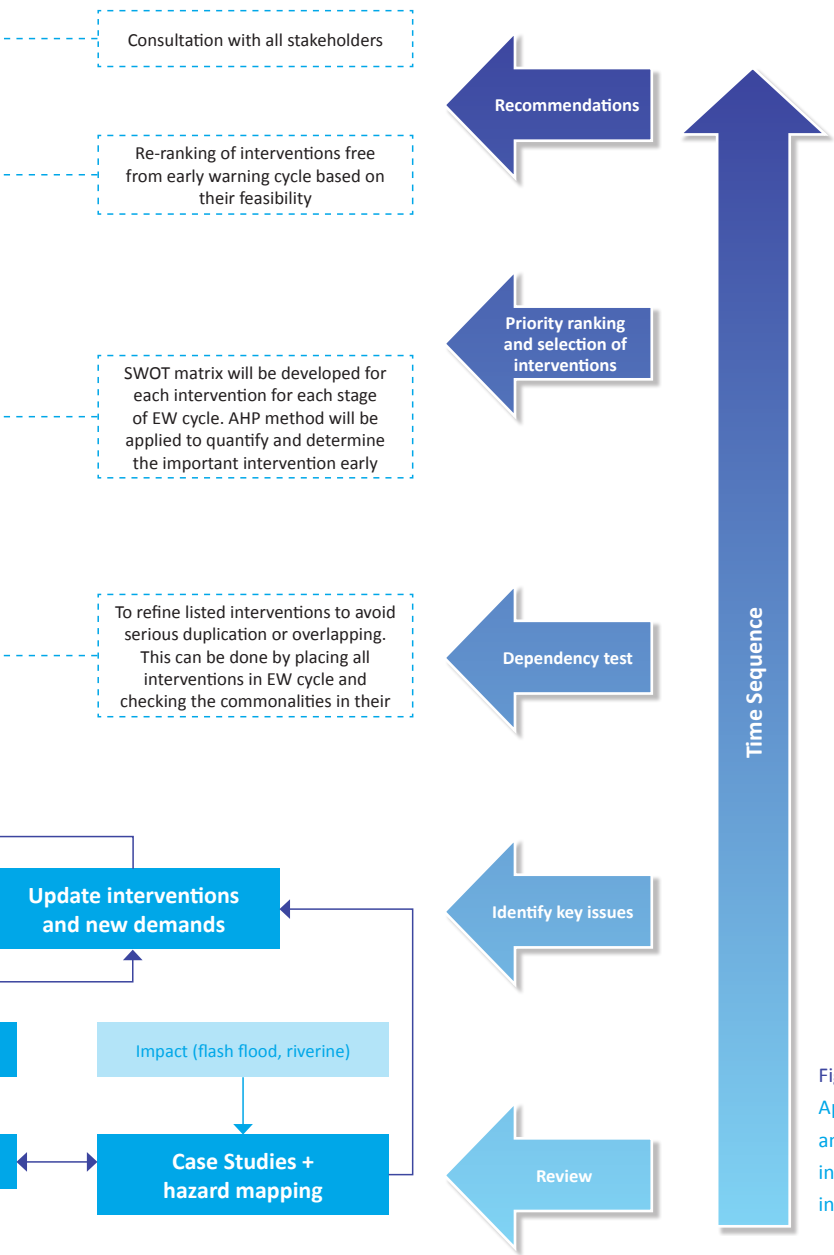 Consultation with all stakeholders
Recommendations
Re-ranking of interventions free
from early warning cycle based on
their feasibility
Priority ranking
and selection of
interventions
SWOT matrix will be developed for
each intervention for each stage
of EW cycle. AHP method will be
applied to quantify and determine
the important intervention early
To refine listed interventions to avoid
serious duplication or overlapping.
This can be done by placing all
interventions in EW cycle and
checking the commonalities in their
Dependency test
Time Sequence
Update interventions
and new demands
Identify key issues
Impact (flash flood, riverine)
Case Studies +
hazard mapping
Review
Fi
Ap
an
in
in